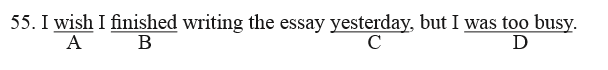 55. I wish I finished writing the essay yesterday, but I was too busy.
A B C D